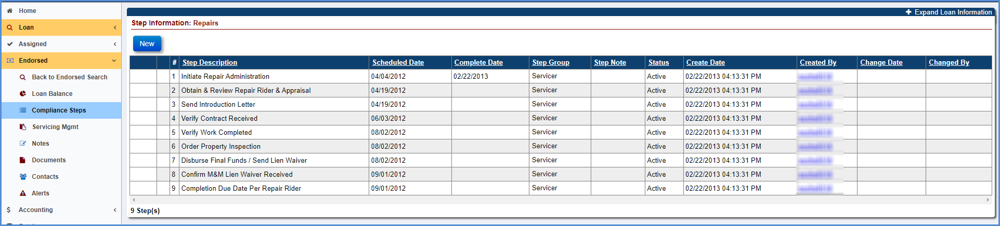 Home
Loan
Assigned
Endorsed
Back to Endorsed Search
Loan Balance
Compliance Steps
Servicing Mgmt
Notes
Documents
Contacts
Alerts
Accounting
Expand Loan Information
Step Information: Repairs
New
# Step Description Scheduled Date Complete Date Step Group Step Note Status Create Date Created By Change Date Changed By
1 Initiate Repair Administration 04/04/2012 02/22/2013 Servicer Active 02/22/2013 04:13:31 PM
2 Obtain & Review Repair Rider & Appraisal 04/19/2012 Servicer Active 02/22/2013 04:13:31 PM
3 Send Introduction Letter 04/19/2012 Servicer Active 02/22/2013 04:13:31 PM
4 Verify Contract Received 06/03/2012 Servicer Active 02/22/2013 04:13:31 PM
5 Verify Work Completed 08/02/2012 Servicer Active 02/22/2013 04:13:31 PM
6 Order Property Inspection 08/02/2012 Servicer Active 02/22/2013 04:13:31 PM
7 Disburse Final Funds / Send Lien Waiver 08/02/2012 Servicer Active 02/22/2013 04:13:31 PM
8 Confirm M&M Lien Waiver Received 09/01/2012 Servicer Active 02/22/2013 04:13:31 PM
9 Completion Due Date Per Repair Rider 09/01/2012 Servicer Active 02/22/2013 04:13:31 PM
9 Step(s)